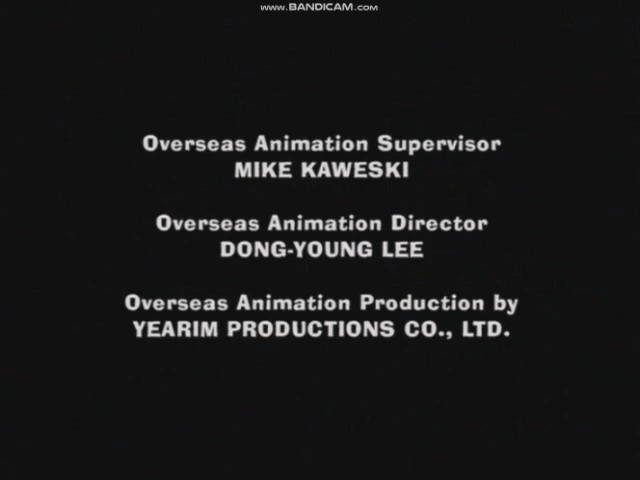 www.BANDICAM.com
Overseas Animation Supervisor
MIKE KAWESKI
Overseas Animation Director
DONG-YOUNG LEE
Overseas Animation Production by
YEARIM PRODUCTIONS CO., LTD.